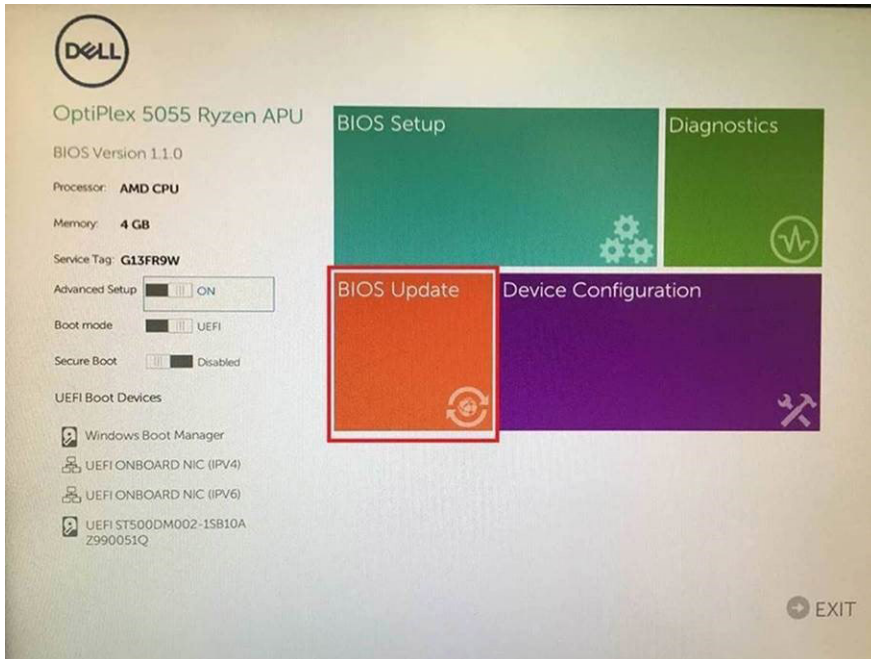 DELL
OptiPlex 5055 Ryzen APU
BIOS Version 1.1.0
Processor: AMD CPU
Memory: 4 GB
Service Tag: G13FR9W
Advanced Setup ON
Boot mode UEFI
Secure Boot Disabled
UEFI Boot Devices
Windows Boot Manager
UEFI ONBOARD NIC (IPV4)
UEFI ONBOARD NIC (IPV6)
UEFI ST500DM002-1SB10A
Z990051Q
BIOS Setup
Diagnostics
BIOS Update
Device Configuration
EXIT